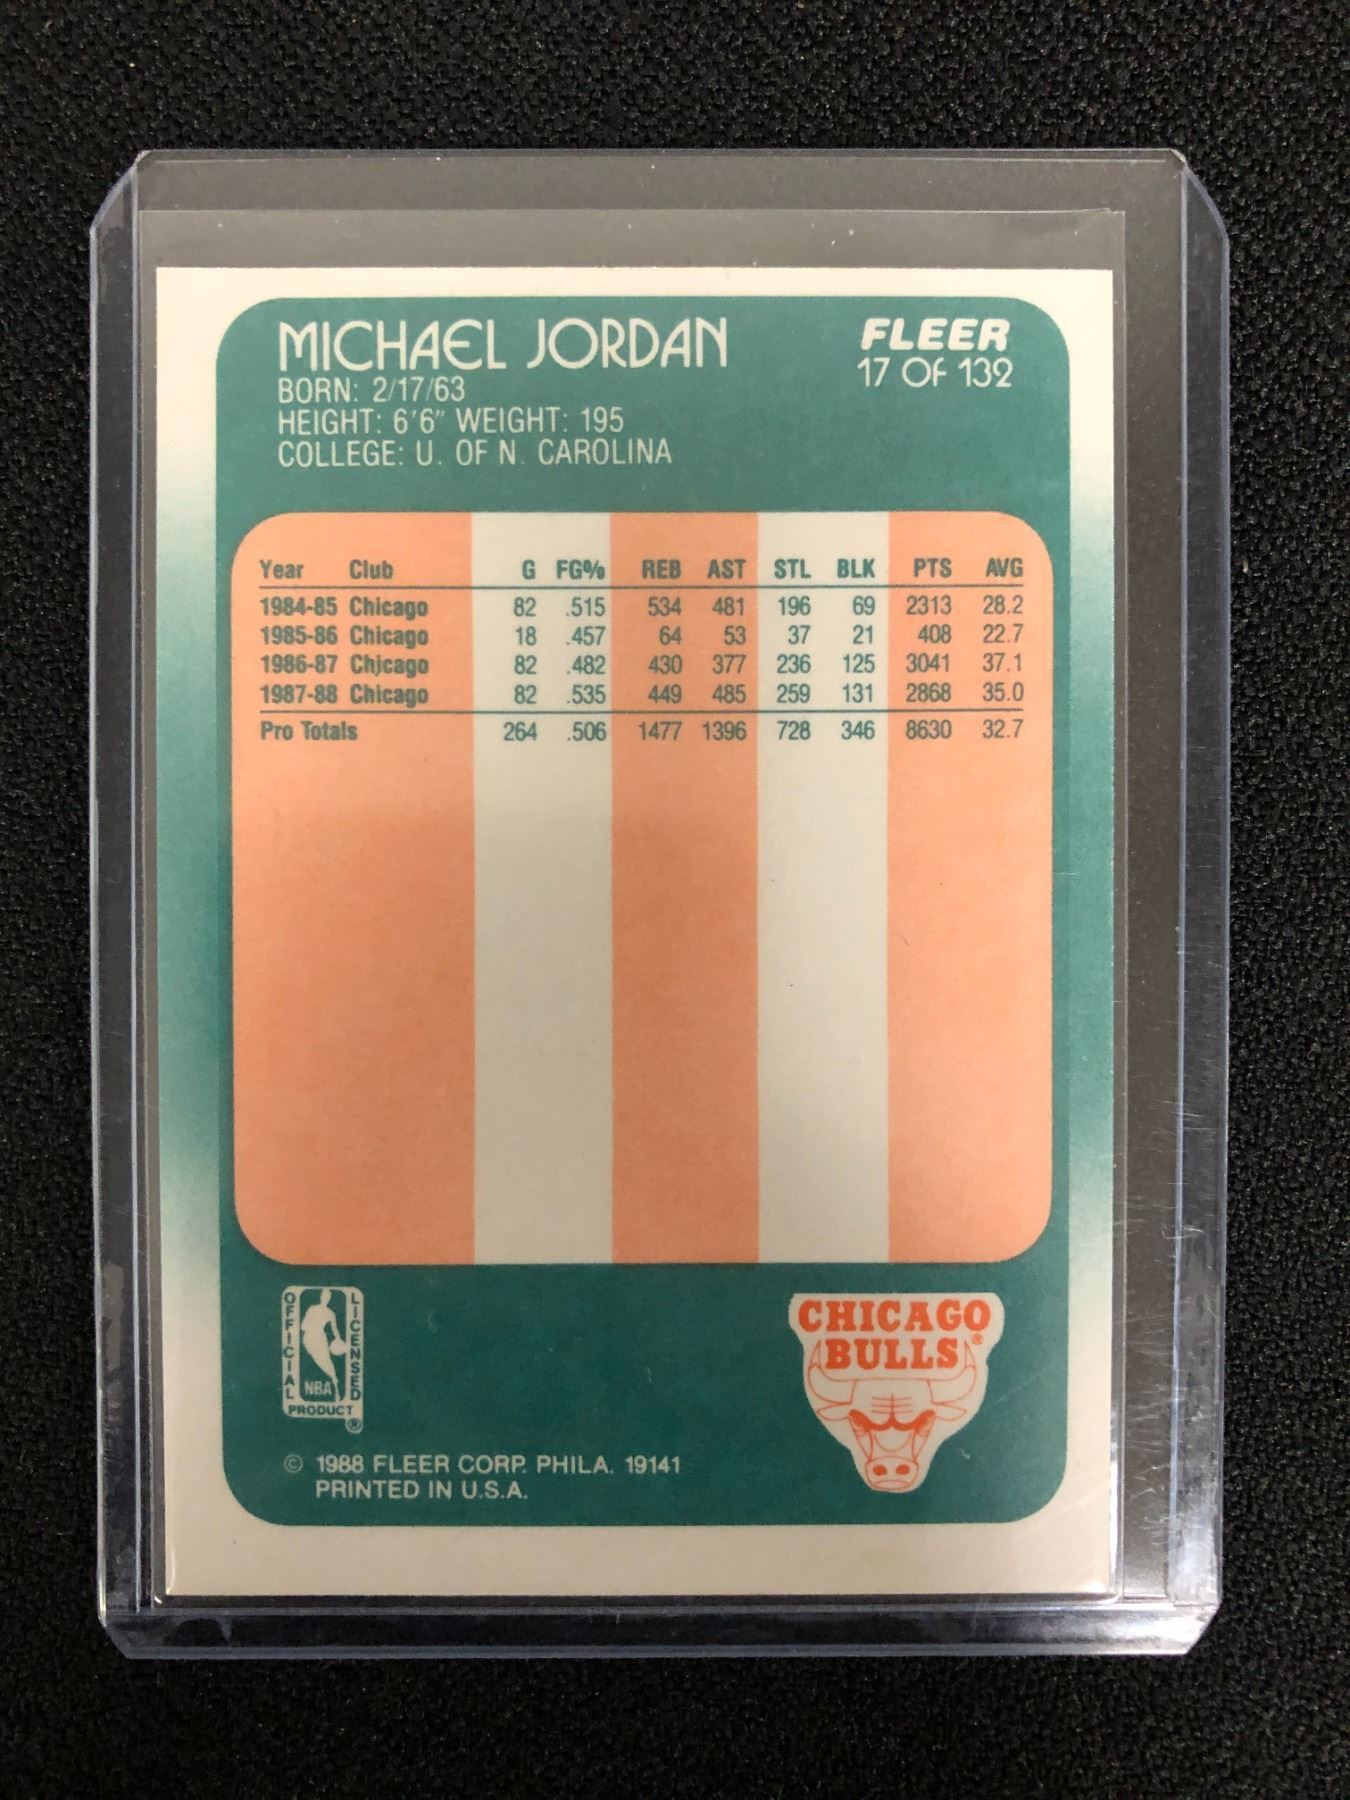 MICHAEL JORDAN
FLEER
17 OF 132
BORN: 2/17/63
HEIGHT: 6'6" WEIGHT: 195
COLLEGE: U. OF N. CAROLINA
Year Club G FG% REB AST STL BLK PTS AVG
1984-85 Chicago 82 .515 534 481 196 69 2313 28.2
1985-86 Chicago 18 .457 64 53 37 21 408 22.7
1986-87 Chicago 82 .482 430 377 236 125 3041 37.1
1987-88 Chicago 82 .535 449 485 259 131 2868 35.0
Pro Totals 264 .506 1477 1396 728 346 8630 32.7
OFFICIAL
LICENSED
NBA
PRODUCT
®
CHICAGO
BULLS®
© 1988 FLEER CORP. PHILA. 19141
PRINTED IN U.S.A.